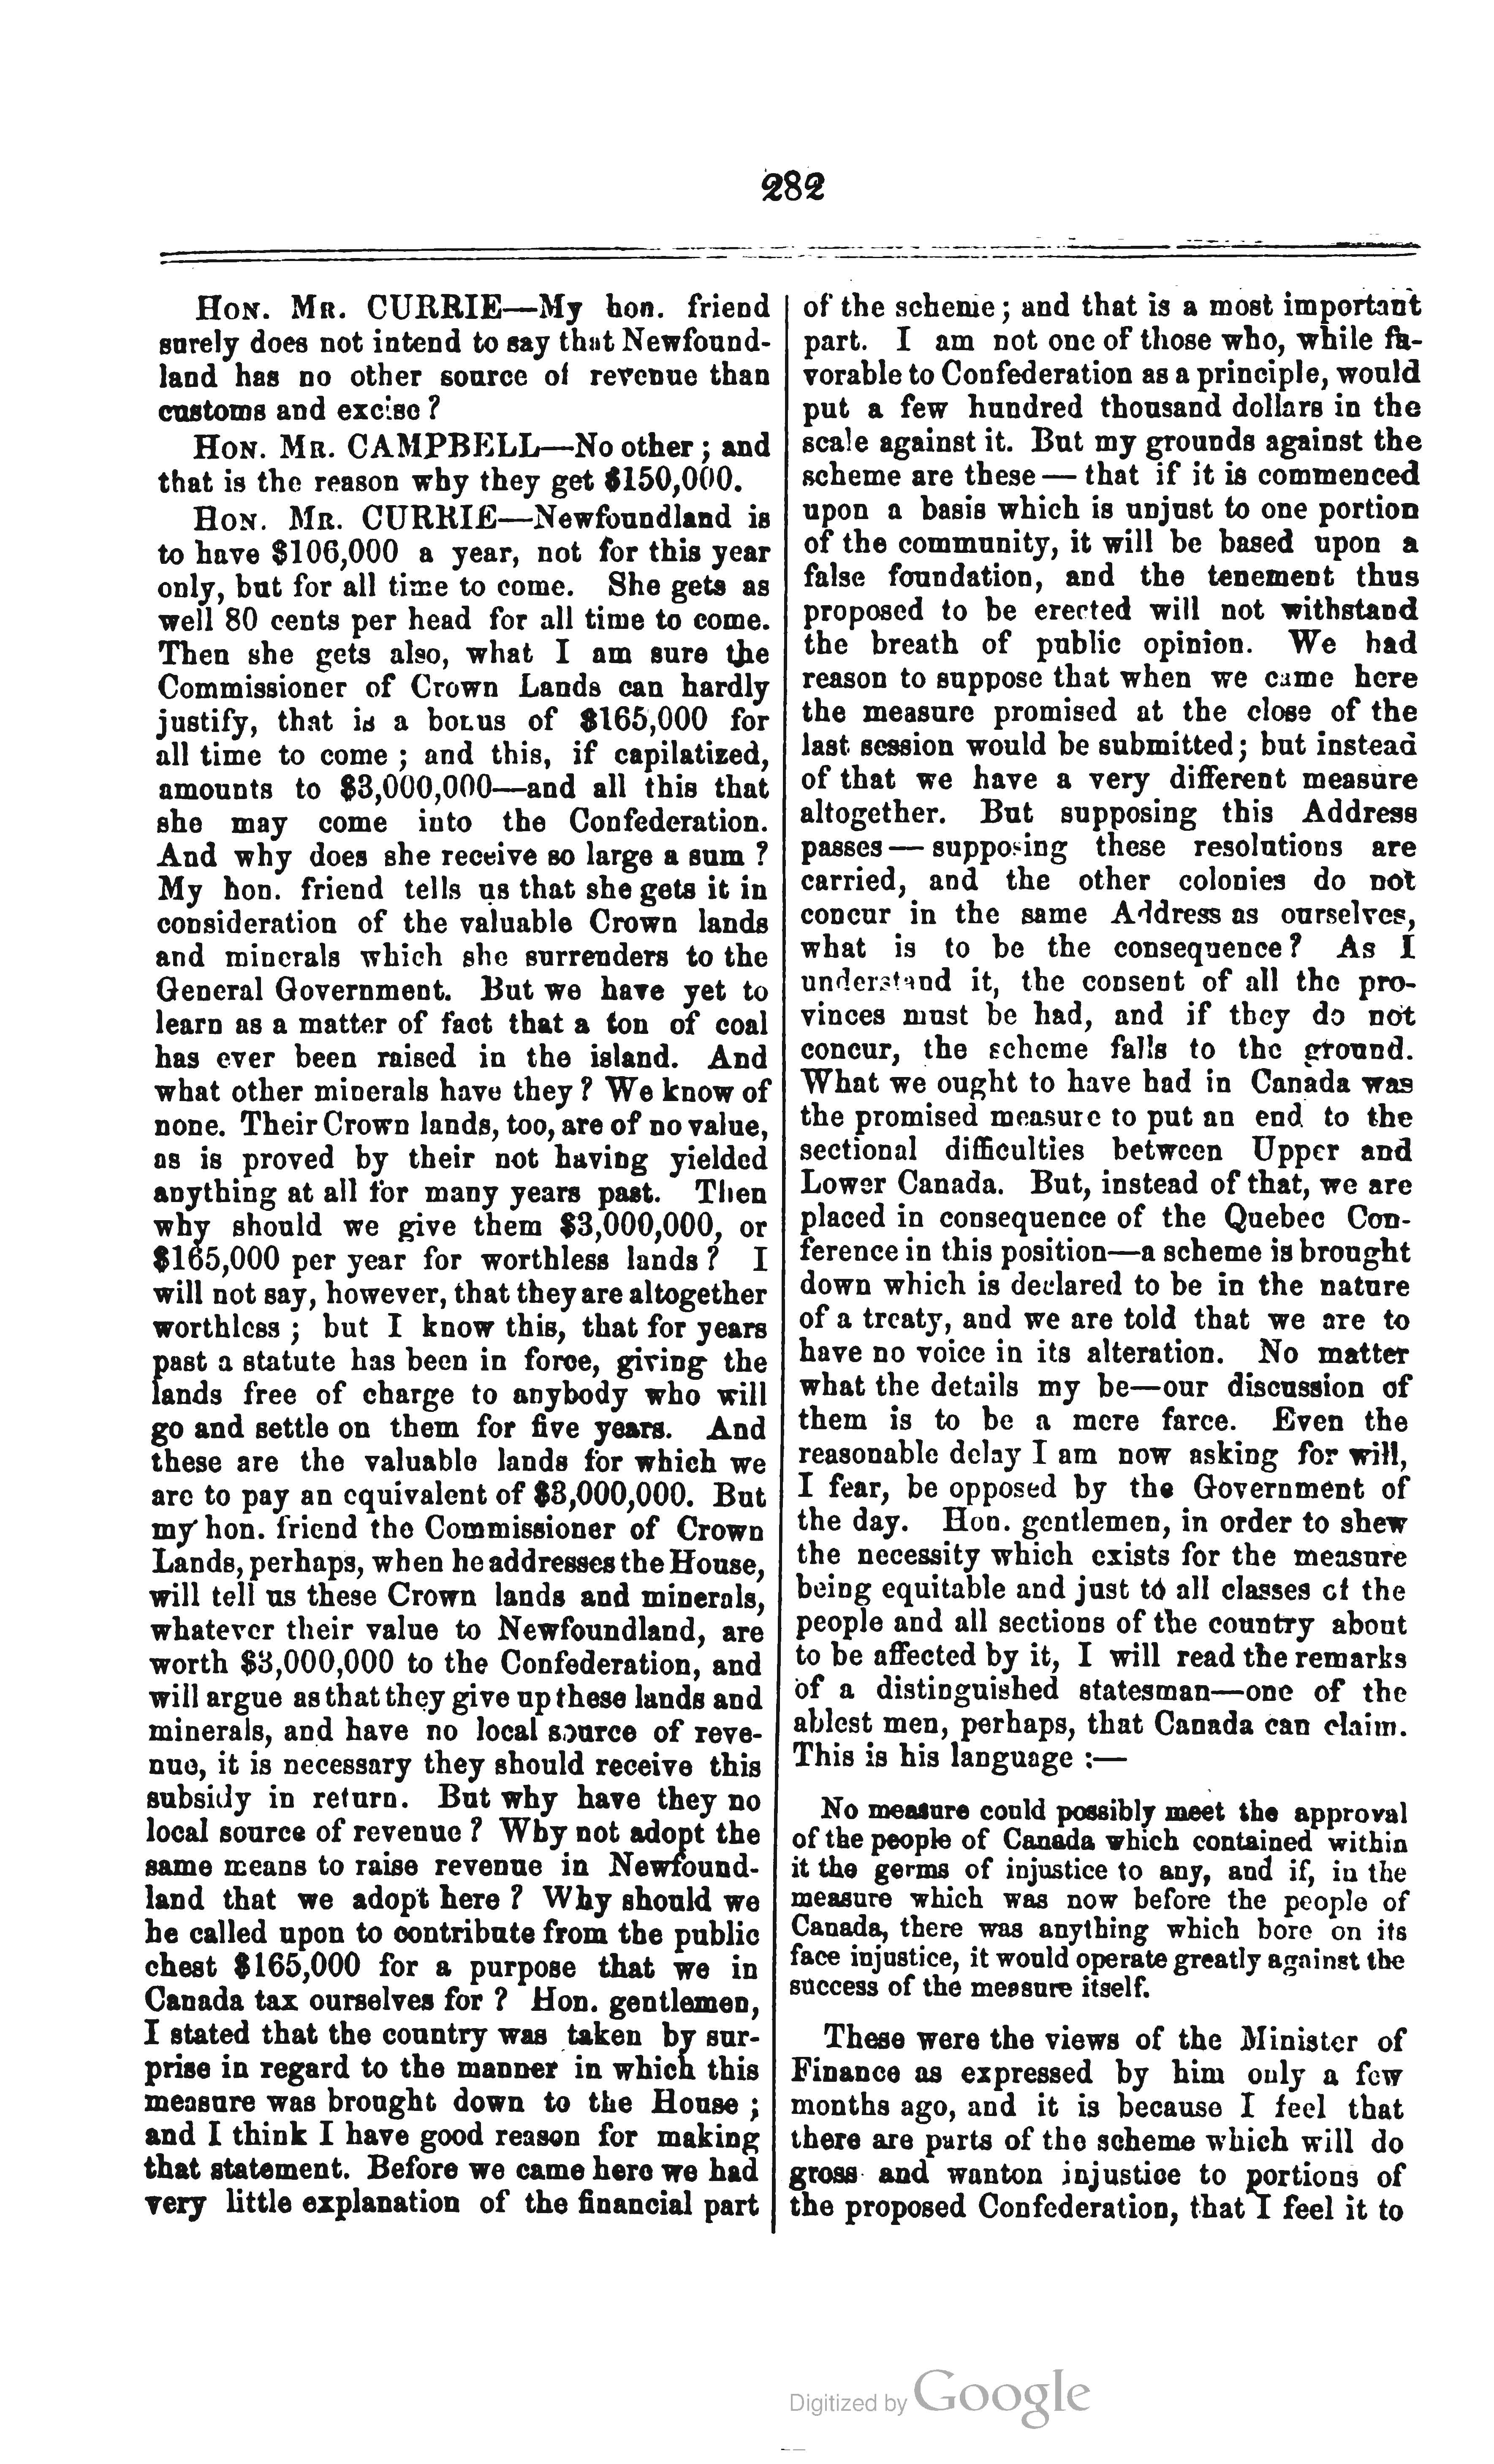 282
HON. MR. CURRIE—My hon. friend
surely does not intend to say that Newfound-
land has no other source of revenue than
customs and excise?
HON. MR. CAMPBELL—No other; and
that is the reason why they get $150,000.
HON. MR. CURRIE—Newfoundland is
to have $106,000 a year, not for this year
only, but for all time to come. She gets as
well 80 cents per head for all time to come.
Then she gets also, what I am sure the
Commissioner of Crown Lands can hardly
justify, that is a bonus of $165,000 for
all time to come; and this, if capilatized,
amounts to $3,000,000—and all this that
she may come into the Confederation.
And why does she receive so large a sum?
My hon. friend tells us that she gets it in
consideration of the valuable Crown lands
and minerals which she surrenders to the
General Government. But we have yet to
learn as a matter of fact that a ton of coal
has ever been raised in the island. And
what other minerals have they? We know of
none. Their Crown lands, too, are of no value,
as is proved by their not having yielded
anything at all for many years past. Then
why should we give them $3,000,000, or
$165,000 per year for worthless lands? I
will not say, however, that they are altogether
worthless; but I know this, that for years
past a statute has been in force, giving the
lands free of charge to anybody who will
go and settle on them for five years. And
these are the valuable lands for which we
are to pay an equivalent of $3,000,000. But
my hon. friend the Commissioner of Crown
Lands, perhaps, when he addresses the House,
will tell us these Crown lands and minerals,
whatever their value to Newfoundland, are
worth $3,000,000 to the Confederation, and
will argue as that they give up these lands and
minerals, and have no local source of reve-
nue, it is necessary they should receive this
subsidy in return. But why have they no
local source of revenue? Why not adopt the
same means to raise revenue in Newfound-
land that we adopt here? Why should we
be called upon to contribute from the public
chest $165,000 for a purpose that we in
Canada tax ourselves for? Hon. gentlemen,
I stated that the country was taken by sur-
prise in regard to the manner in which this
measure was brought down to the House;
and I think I have good reason for making
that statement. Before we came here we had
very little explanation of the financial part
of the scheme; and that is a most important
part. I am not one of those who, while fa-
vorable to Confederation as a principle, would
put a few hundred thousand dollars in the
scale against it. But my grounds against the
scheme are these—that if it is commenced
upon a basis which is unjust to one portion
of the community, it will be based upon a
false foundation, and the tenement thus
proposed to be erected will not withstand
the breath of public opinion. We had
reason to suppose that when we came here
the measure promised at the close of the
last session would be submitted; but instead
of that we have a very different measure
altogether. But supposing this Address
passes—supposing these resolutions are
carried, and the other colonies do not
concur in the same Address as ourselves,
what is to be the consequence? As I
understand it, the consent of all the pro-
vinces must be had, and if they do not
concur, the scheme falls to the ground.
What we ought to have had in Canada was
the promised measure to put an end to the
sectional difficulties between Upper and
Lower Canada. But, instead of that, we are
placed in consequence of the Quebec Con-
ference in this position—a scheme is brought
down which is declared to be in the nature
of a treaty, and we are told that we are to
have no voice in its alteration. No matter
what the details my be—our discussion of
them is to be a mere farce. Even the
reasonable delay I am now asking for will,
I fear, be opposed by the Government of
the day. Hon. gentlemen, in order to shew
the necessity which exists for the measure
being equitable and just to all classes of the
people and all sections of the country about
to be affected by it, I will read the remarks
of a distinguished statesman—one of the
ablest men, perhaps, that Canada can claim.
This is his language:—
No measure could possibly meet the approval
of the people of Canada which contained within
it the germs of injustice to any, and if, in the
measure which was now before the people of
Canada, there was anything which bore on its
face injustice, it would operate greatly against the
success of the measure itself.
These were the views of the Minister of
Finance as expressed by him only a few
months ago, and it is because I feel that
there are parts of the scheme which will do
gross and wanton injustice to portions of
the proposed Confederation, that I feel it to
Digitized by Google